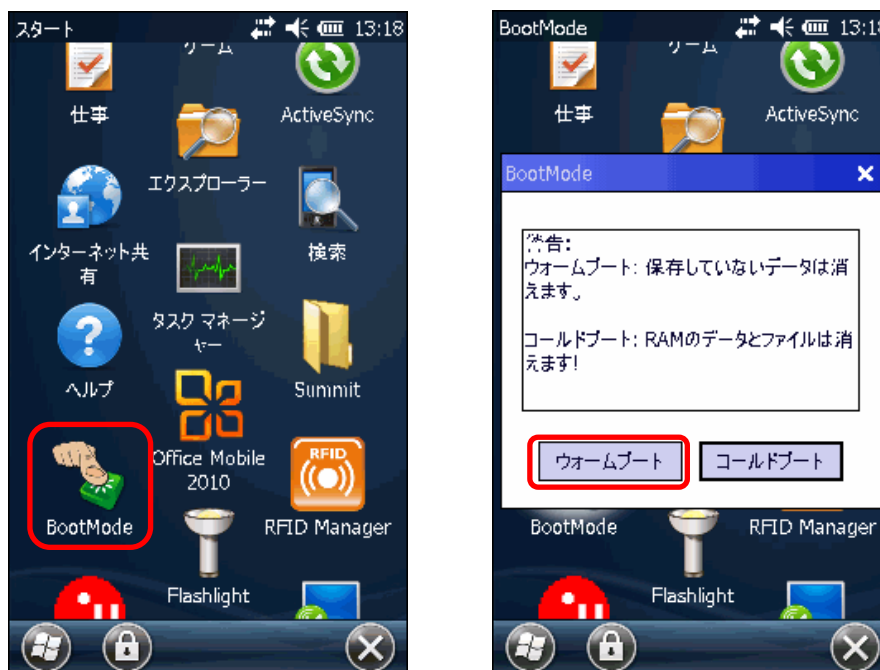 スタート 13:18
ゲーム
仕事
ActiveSync
エクスプローラー
インターネット共
有
検索
タスク マネージ
ャー
ヘルプ
Summit
Office Mobile
2010
RFID
BootMode
RFID Manager
Flashlight
BootMode 13:18
ゲーム
仕事
ActiveSync
BootMode
警告:
ウォームブート: 保存していないデータは消
えます。
コールドブート: RAMのデータとファイルは消
えます!
ウォームブート
コールドブート
BootMode
RFID Manager
Flashlight